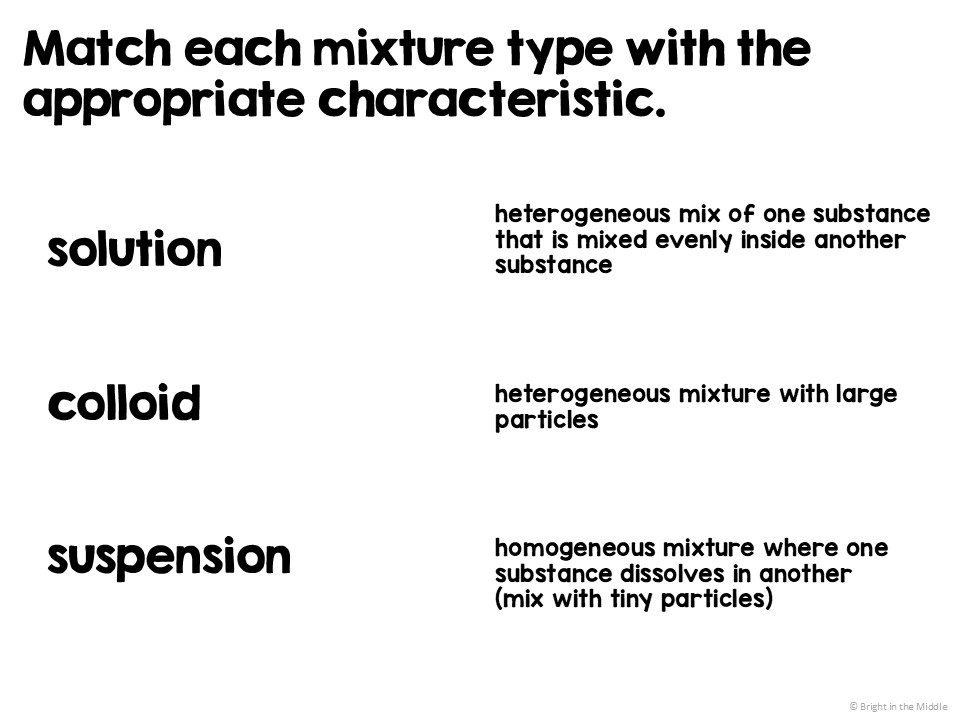 Match each mixture type with the
appropriate characteristic.
solution
heterogeneous mix of one substance
that is mixed evenly inside another
substance
colloid
heterogeneous mixture with large
particles
suspension
homogeneous mixture where one
substance dissolves in another
(mix with tiny particles)
© Bright in the Middle